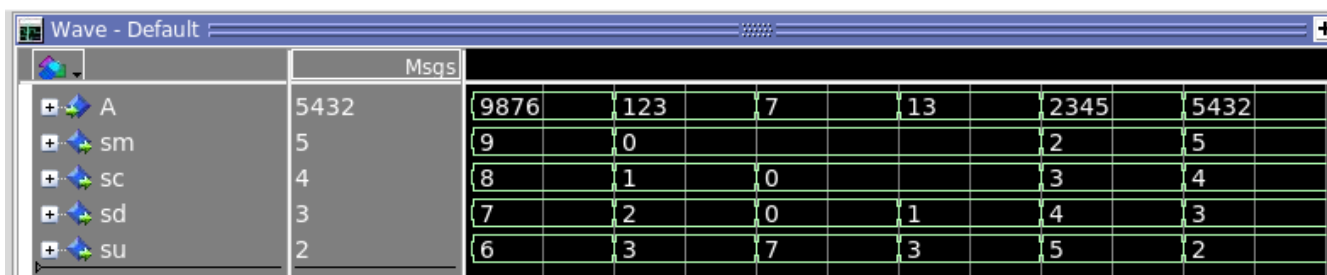 Wave - Default
Msgs
A 5432 9876 123 7 13 2345 5432
sm 5 9 0 2 5
sc 4 8 1 0 3 4
sd 3 7 2 0 1 4 3
su 2 6 3 7 3 5 2